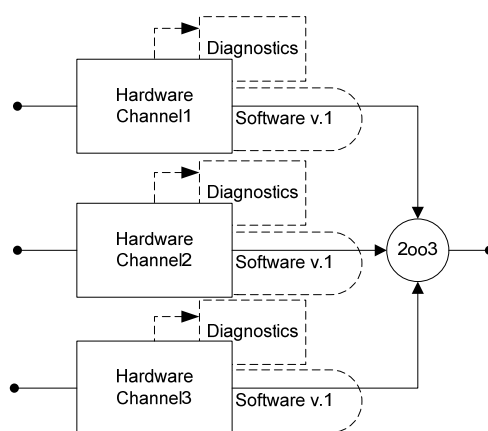 Diagnostics
Hardware
Channel1
Software v.1
Diagnostics
Hardware
Channel2
Software v.1
2oo3
Diagnostics
Hardware
Channel3
Software v.1